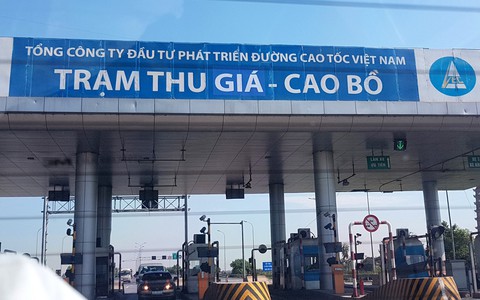 TỔNG CÔNG TY ĐẦU TƯ PHÁT TRIỂN ĐƯỜNG CAO TỐC VIỆT NAM
TRẠM THU GIÁ - CAO BỒ